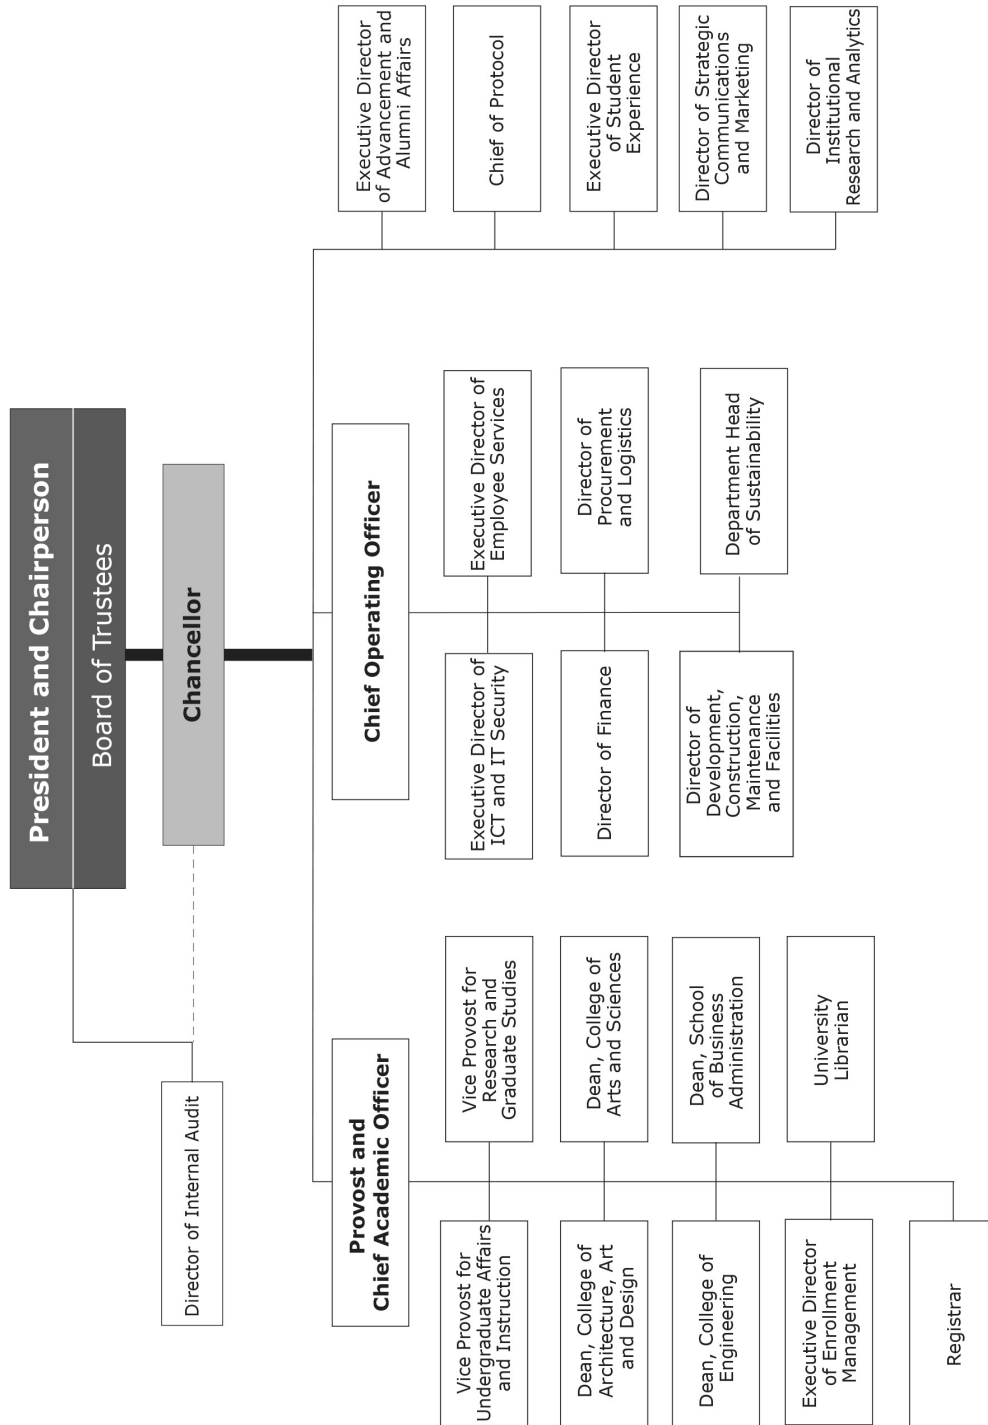 President and Chairperson
Board of Trustees
Chancellor
Director of Internal Audit
Provost and
Chief Academic Officer
Vice Provost for
Undergraduate Affairs
and Instruction
Vice Provost for
Research and
Graduate Studies
Dean, College of
Architecture, Art
and Design
Dean, College of
Arts and Sciences
Dean, College of
Engineering
Dean, School
of Business
Administration
Executive Director
of Enrollment
Management
University
Librarian
Registrar
Chief Operating Officer
Executive Director of
ICT and IT Security
Executive Director of
Employee Services
Director of Finance
Director of
Procurement
and Logistics
Director of
Development,
Construction,
Maintenance
and Facilities
Department Head
of Sustainability
Executive Director
of Advancement and
Alumni Affairs
Chief of Protocol
Executive Director
of Student
Experience
Director of Strategic
Communications
and Marketing
Director of
Institutional
Research and Analytics